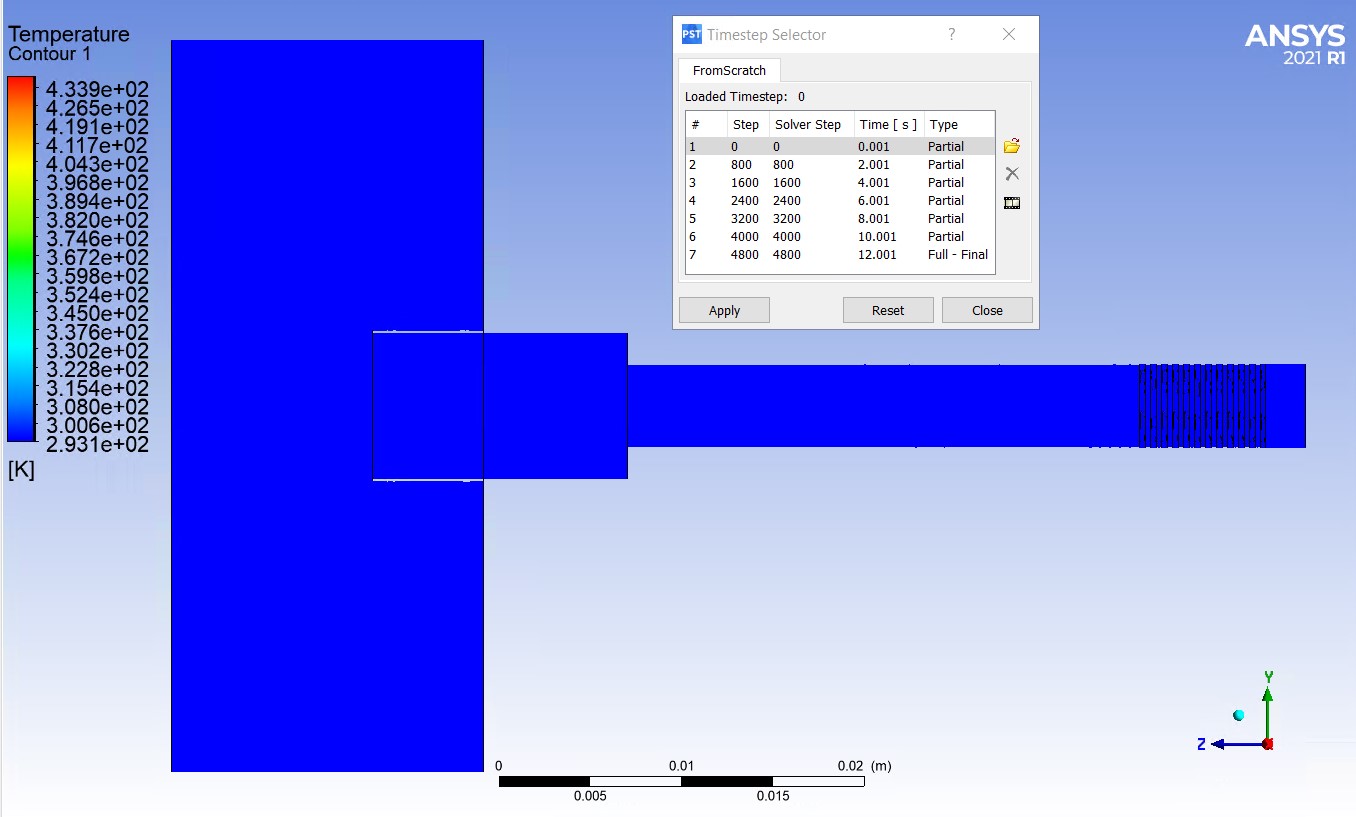 Temperature
Contour 1
4.339e+02
4.265e+02
4.191e+02
4.117e+02
4.043e+02
3.968e+02
3.894e+02
3.820e+02
3.746e+02
3.672e+02
3.598e+02
3.524e+02
3.450e+02
3.376e+02
3.302e+02
3.228e+02
3.154e+02
3.080e+02
3.006e+02
2.931e+02
[K]
PST Timestep Selector ?
FromScratch
Loaded Timestep: 0
# Step Solver Step Time [ s ] Type
1 0 0 0.001 Partial
2 800 800 2.001 Partial
3 1600 1600 4.001 Partial
4 2400 2400 6.001 Partial
5 3200 3200 8.001 Partial
6 4000 4000 10.001 Partial
7 4800 4800 12.001 Full - Final
Apply Reset Close
ANSYS
2021 R1
Y
Z
0 0.01 0.02 (m)
0.005 0.015